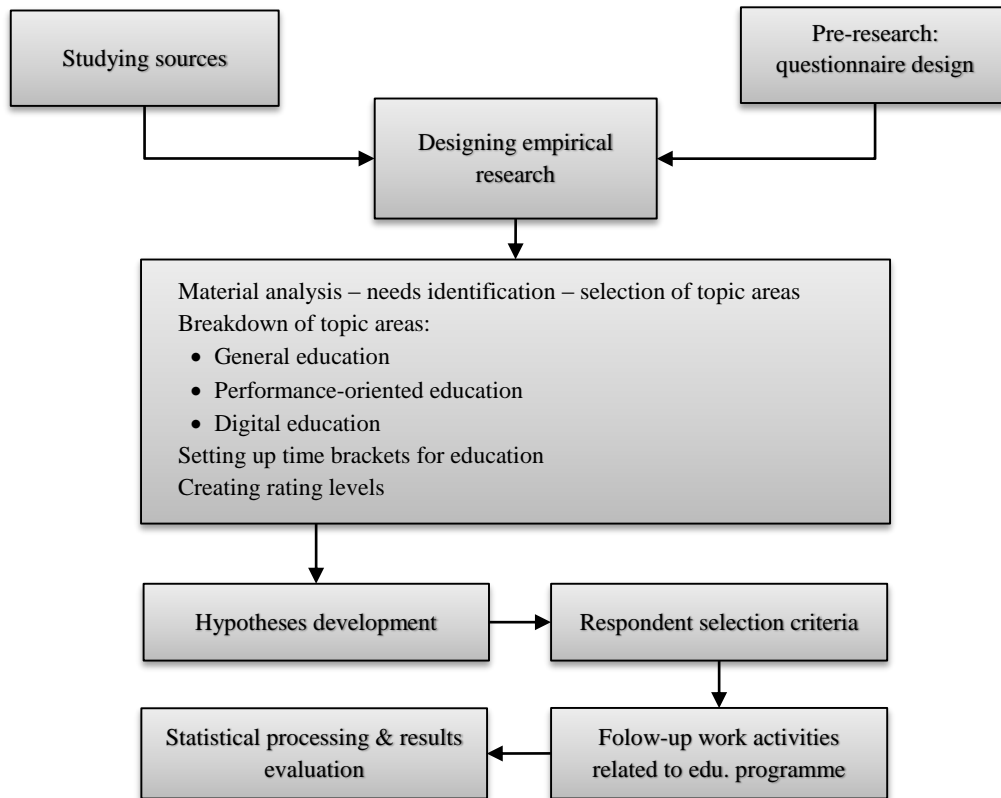 Studying sources
Pre-research:
questionnaire design
Designing empirical
research
Material analysis – needs identification – selection of topic areas
Breakdown of topic areas:
• General education
• Performance-oriented education
• Digital education
Setting up time brackets for education
Creating rating levels
Hypotheses development
Respondent selection criteria
Folow-up work activities
related to edu. programme
Statistical processing & results
evaluation